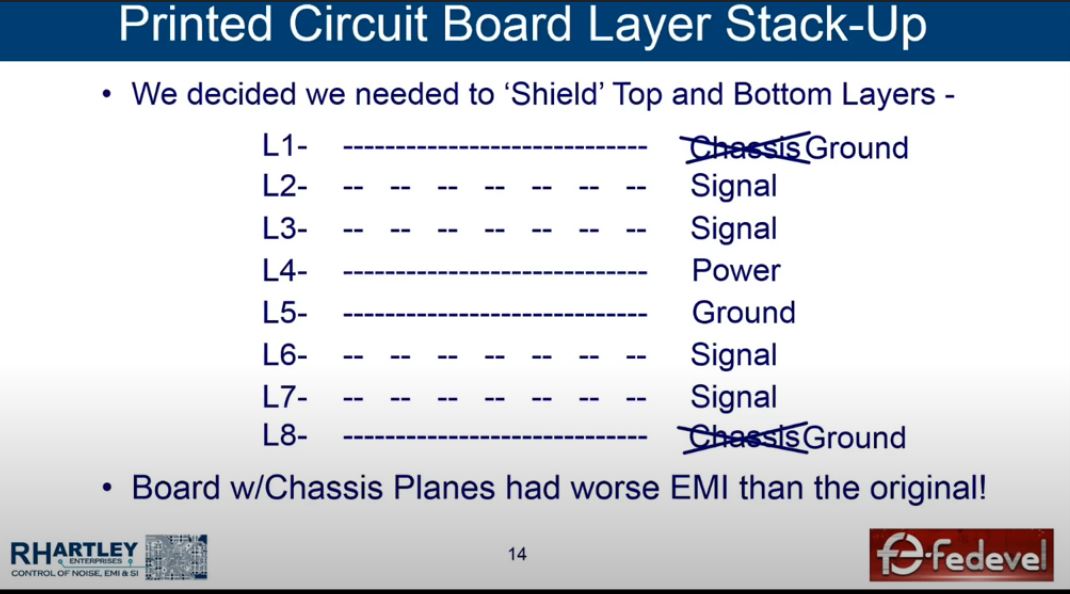 Printed Circuit Board Layer Stack-Up
• We decided we needed to ‘Shield’ Top and Bottom Layers -
L1- ----------------------------- Chassis Ground
L2- -- -- -- -- -- -- -- Signal
L3- -- -- -- -- -- -- -- Signal
L4- ----------------------------- Power
L5- ----------------------------- Ground
L6- -- -- -- -- -- -- -- Signal
L7- -- -- -- -- -- -- -- Signal
L8- ----------------------------- Chassis Ground
• Board w/Chassis Planes had worse EMI than the original!
RHARTLEY
ENTERPRISES
CONTROL OF NOISE, EMI & SI
14
fedevel